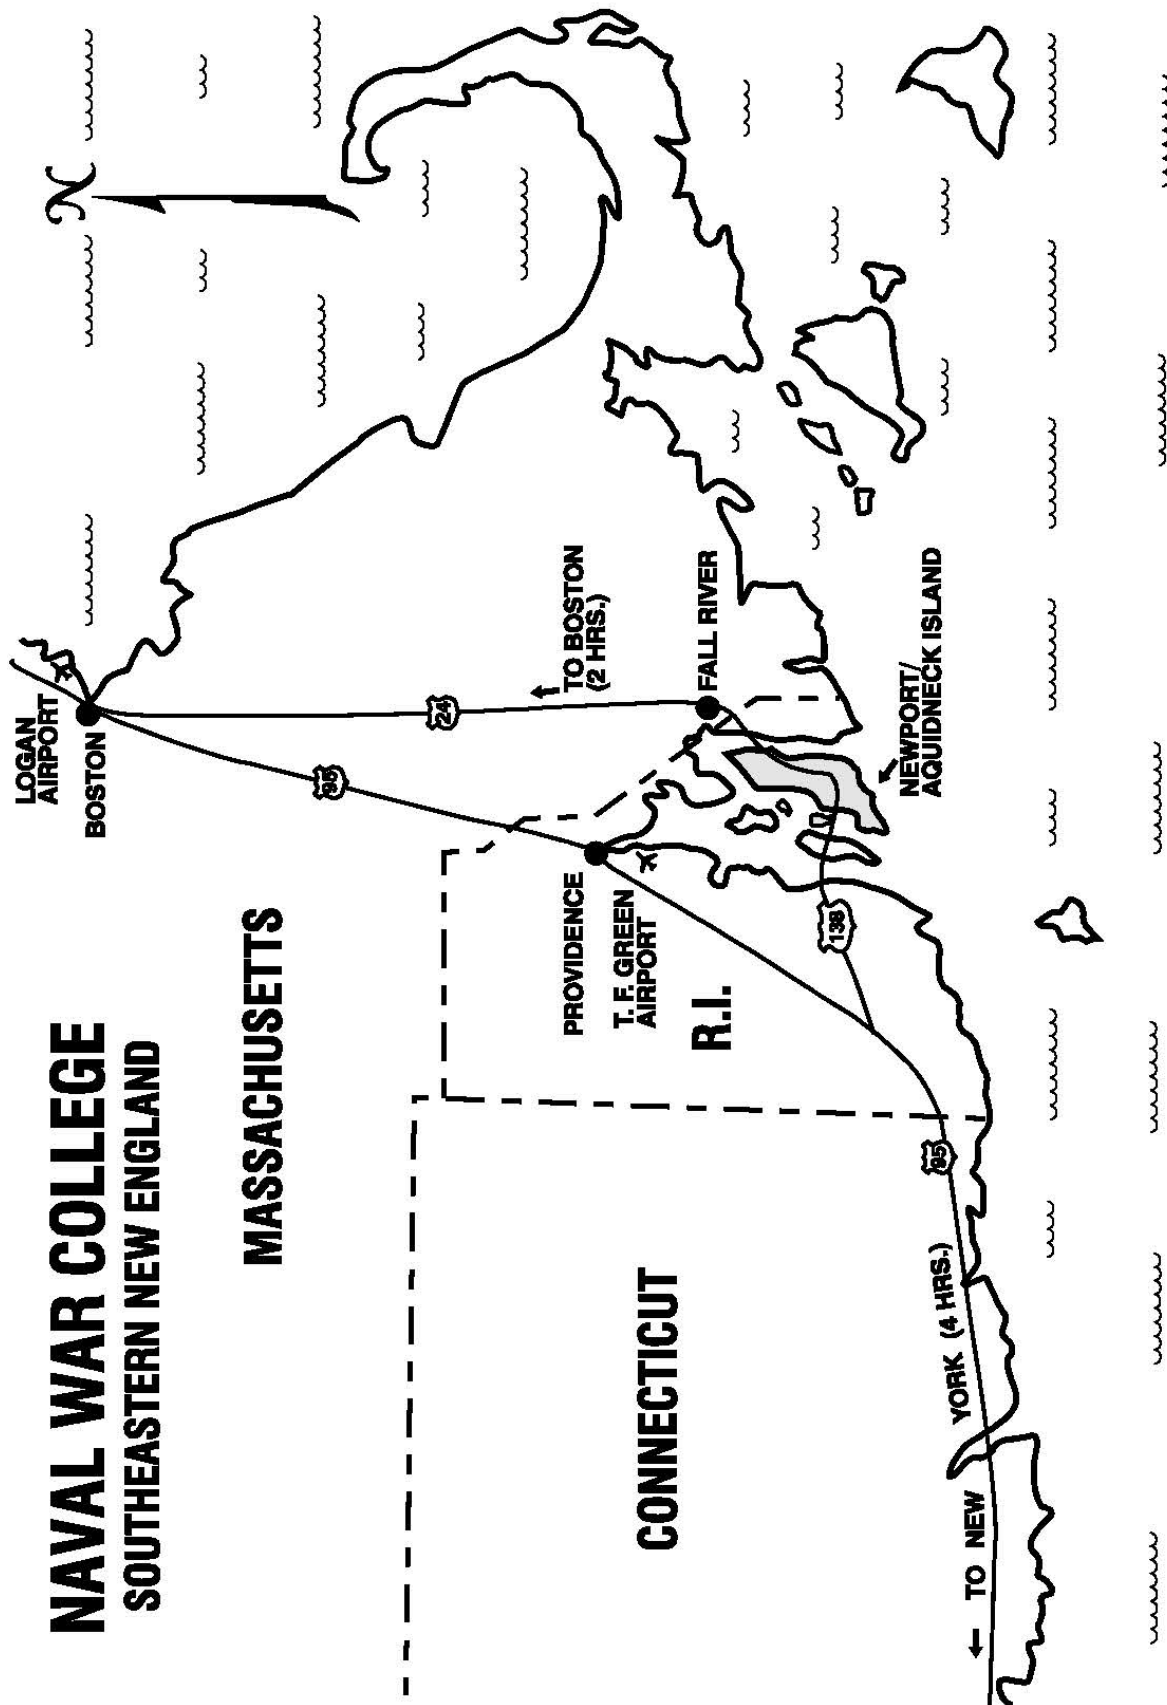 NAVAL WAR COLLEGE
SOUTHEASTERN NEW ENGLAND
N
LOGAN
AIRPORT
BOSTON
MASSACHUSETTS
95
24
TO BOSTON
(2 HRS.)
PROVIDENCE
T. F. GREEN
AIRPORT
FALL RIVER
R.I.
CONNECTICUT
138
NEWPORT/
AQUIDNECK ISLAND
95
TO NEW YORK (4 HRS.)